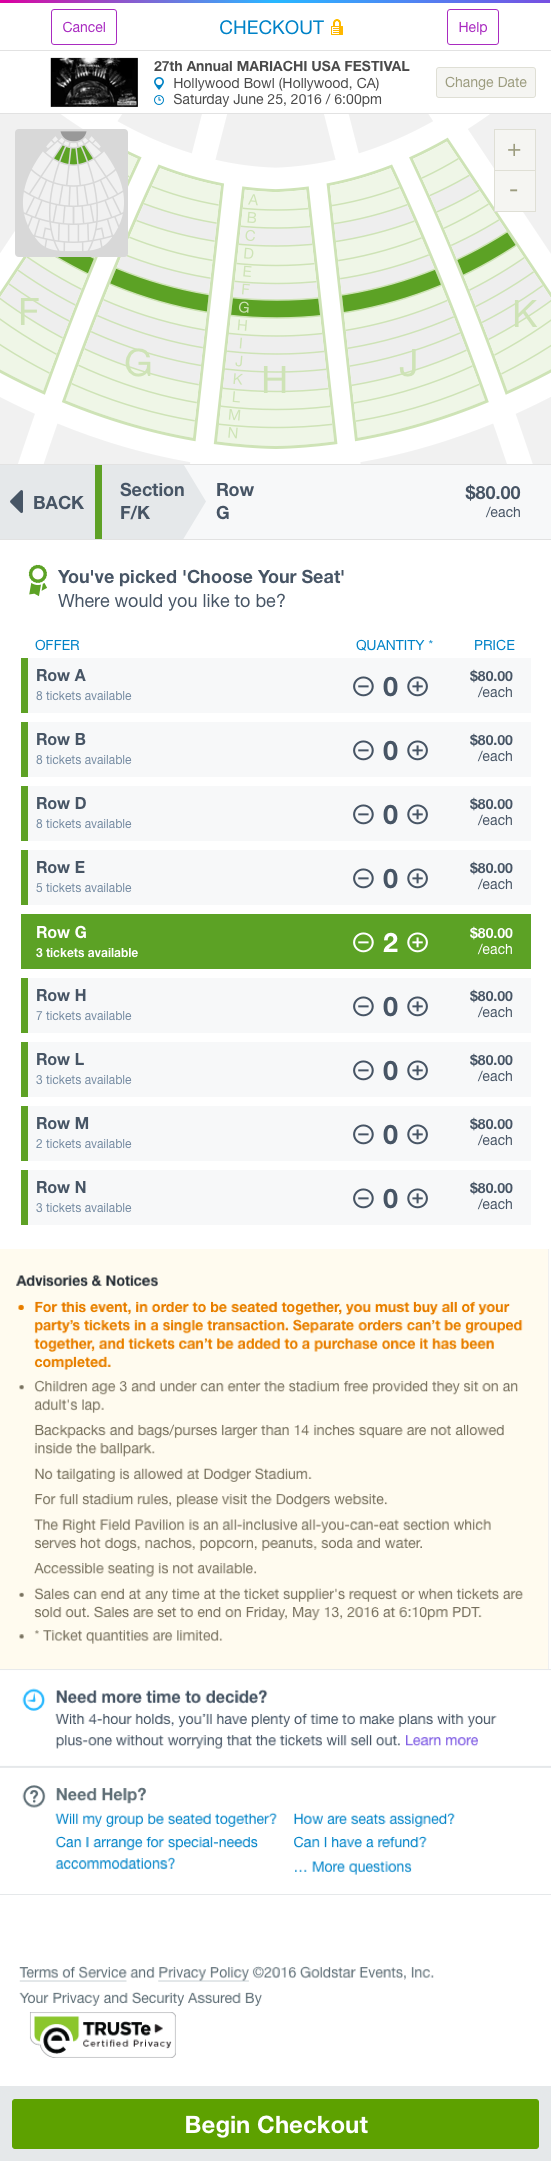 Cancel
CHECKOUT
Help
27th Annual MARIACHI USA FESTIVAL
Hollywood Bowl (Hollywood, CA)
Saturday June 25, 2016 / 6:00pm
Change Date
+
-
A
B
C
D
E
F
G
H
I
J
K
L
M
N
F
G
H
J
K
BACK
Section
F/K
Row
G
$80.00
/each
You've picked 'Choose Your Seat'
Where would you like to be?
OFFER QUANTITY * PRICE
Row A
8 tickets available
0
$80.00
/each
Row B
8 tickets available
0
$80.00
/each
Row D
8 tickets available
0
$80.00
/each
Row E
5 tickets available
0
$80.00
/each
Row G
3 tickets available
2
$80.00
/each
Row H
7 tickets available
0
$80.00
/each
Row L
3 tickets available
0
$80.00
/each
Row M
2 tickets available
0
$80.00
/each
Row N
3 tickets available
0
$80.00
/each
Advisories & Notices
• For this event, in order to be seated together, you must buy all of your
party's tickets in a single transaction. Separate orders can't be grouped
together, and tickets can't be added to a purchase once it has been
completed.
• Children age 3 and under can enter the stadium free provided they sit on an
adult's lap.
Backpacks and bags/purses larger than 14 inches square are not allowed
inside the ballpark.
No tailgating is allowed at Dodger Stadium.
For full stadium rules, please visit the Dodgers website.
The Right Field Pavilion is an all-inclusive all-you-can-eat section which
serves hot dogs, nachos, popcorn, peanuts, soda and water.
Accessible seating is not available.
• Sales can end at any time at the ticket supplier's request or when tickets are
sold out. Sales are set to end on Friday, May 13, 2016 at 6:10pm PDT.
• * Ticket quantities are limited.
Need more time to decide?
With 4-hour holds, you'll have plenty of time to make plans with your
plus-one without worrying that the tickets will sell out. Learn more
Need Help?
Will my group be seated together?
Can I arrange for special-needs
accommodations?
How are seats assigned?
Can I have a refund?
... More questions
Terms of Service and Privacy Policy ©2016 Goldstar Events, Inc.
Your Privacy and Security Assured By
TRUSTe
Certified Privacy
Begin Checkout